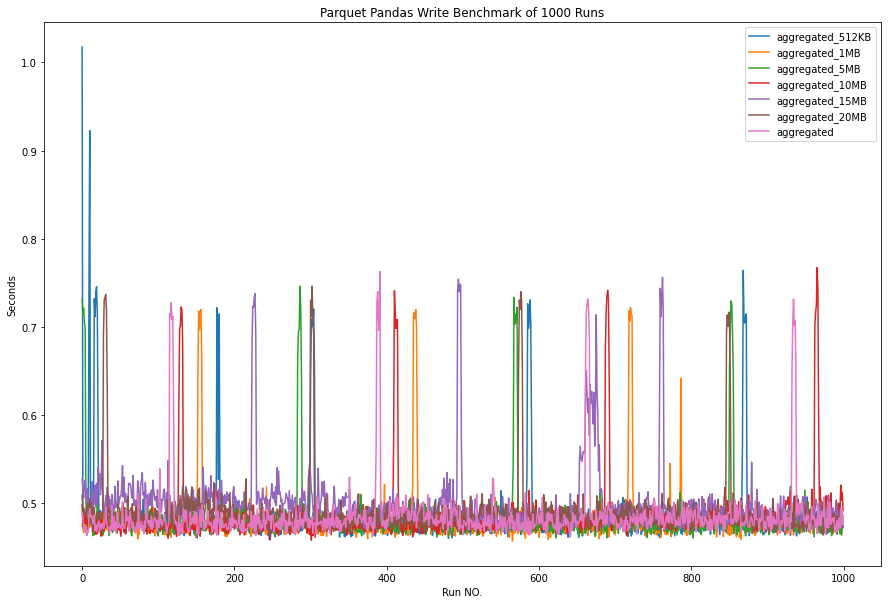 Parquet Pandas Write Benchmark of 1000 Runs
aggregated_512KB
aggregated_1MB
aggregated_5MB
aggregated_10MB
aggregated_15MB
aggregated_20MB
aggregated
1.0
0.9
0.8
0.7
0.6
0.5
Seconds
0
200
400
600
800
1000
Run NO.